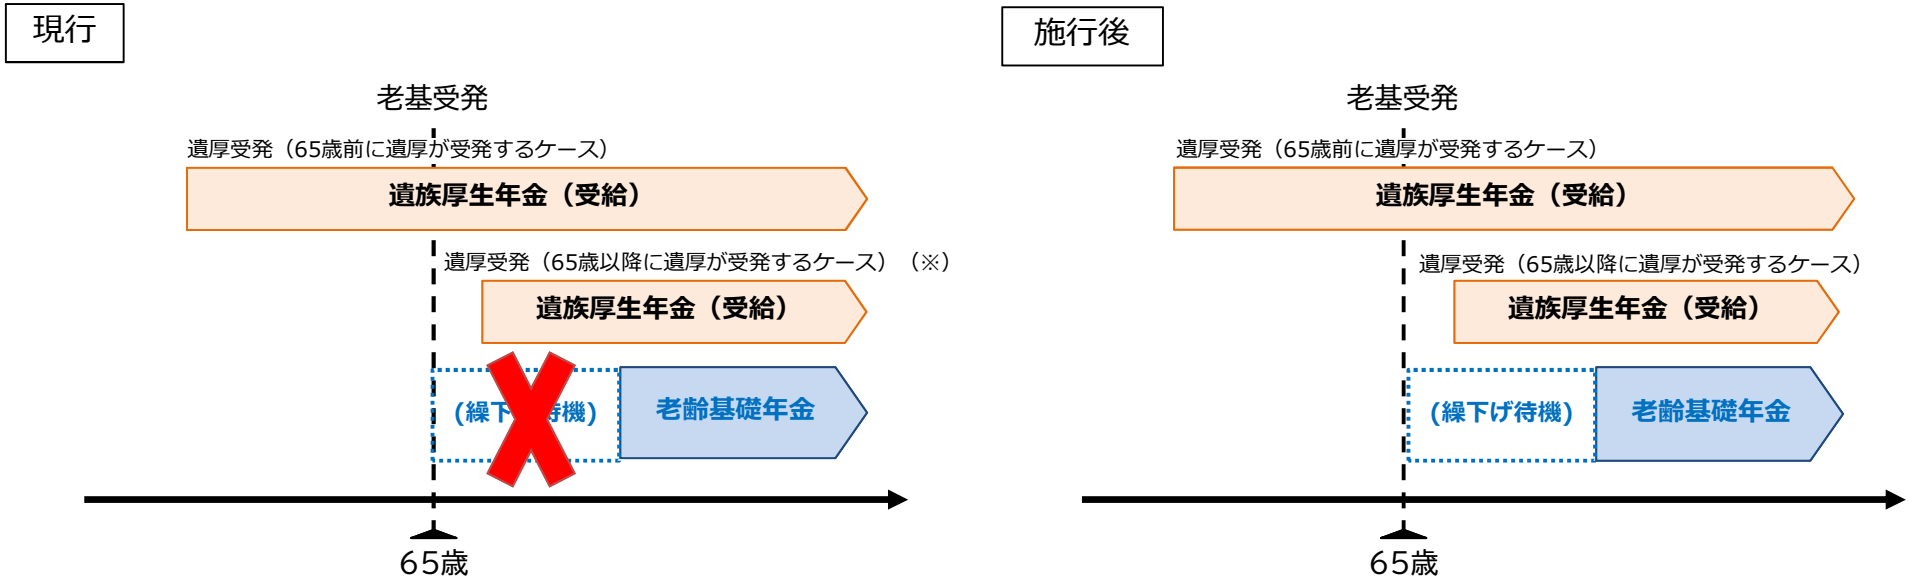 現行
老基受発
遺厚受発（65歳前に遺厚が受発するケース）
遺族厚生年金（受給）
遺厚受発（65歳以降に遺厚が受発するケース）（※）
遺族厚生年金（受給）
(繰下 待機)
老齢基礎年金
65歳
施行後
老基受発
遺厚受発（65歳前に遺厚が受発するケース）
遺族厚生年金（受給）
遺厚受発（65歳以降に遺厚が受発するケース）
遺族厚生年金（受給）
(繰下げ待機)
老齢基礎年金
65歳